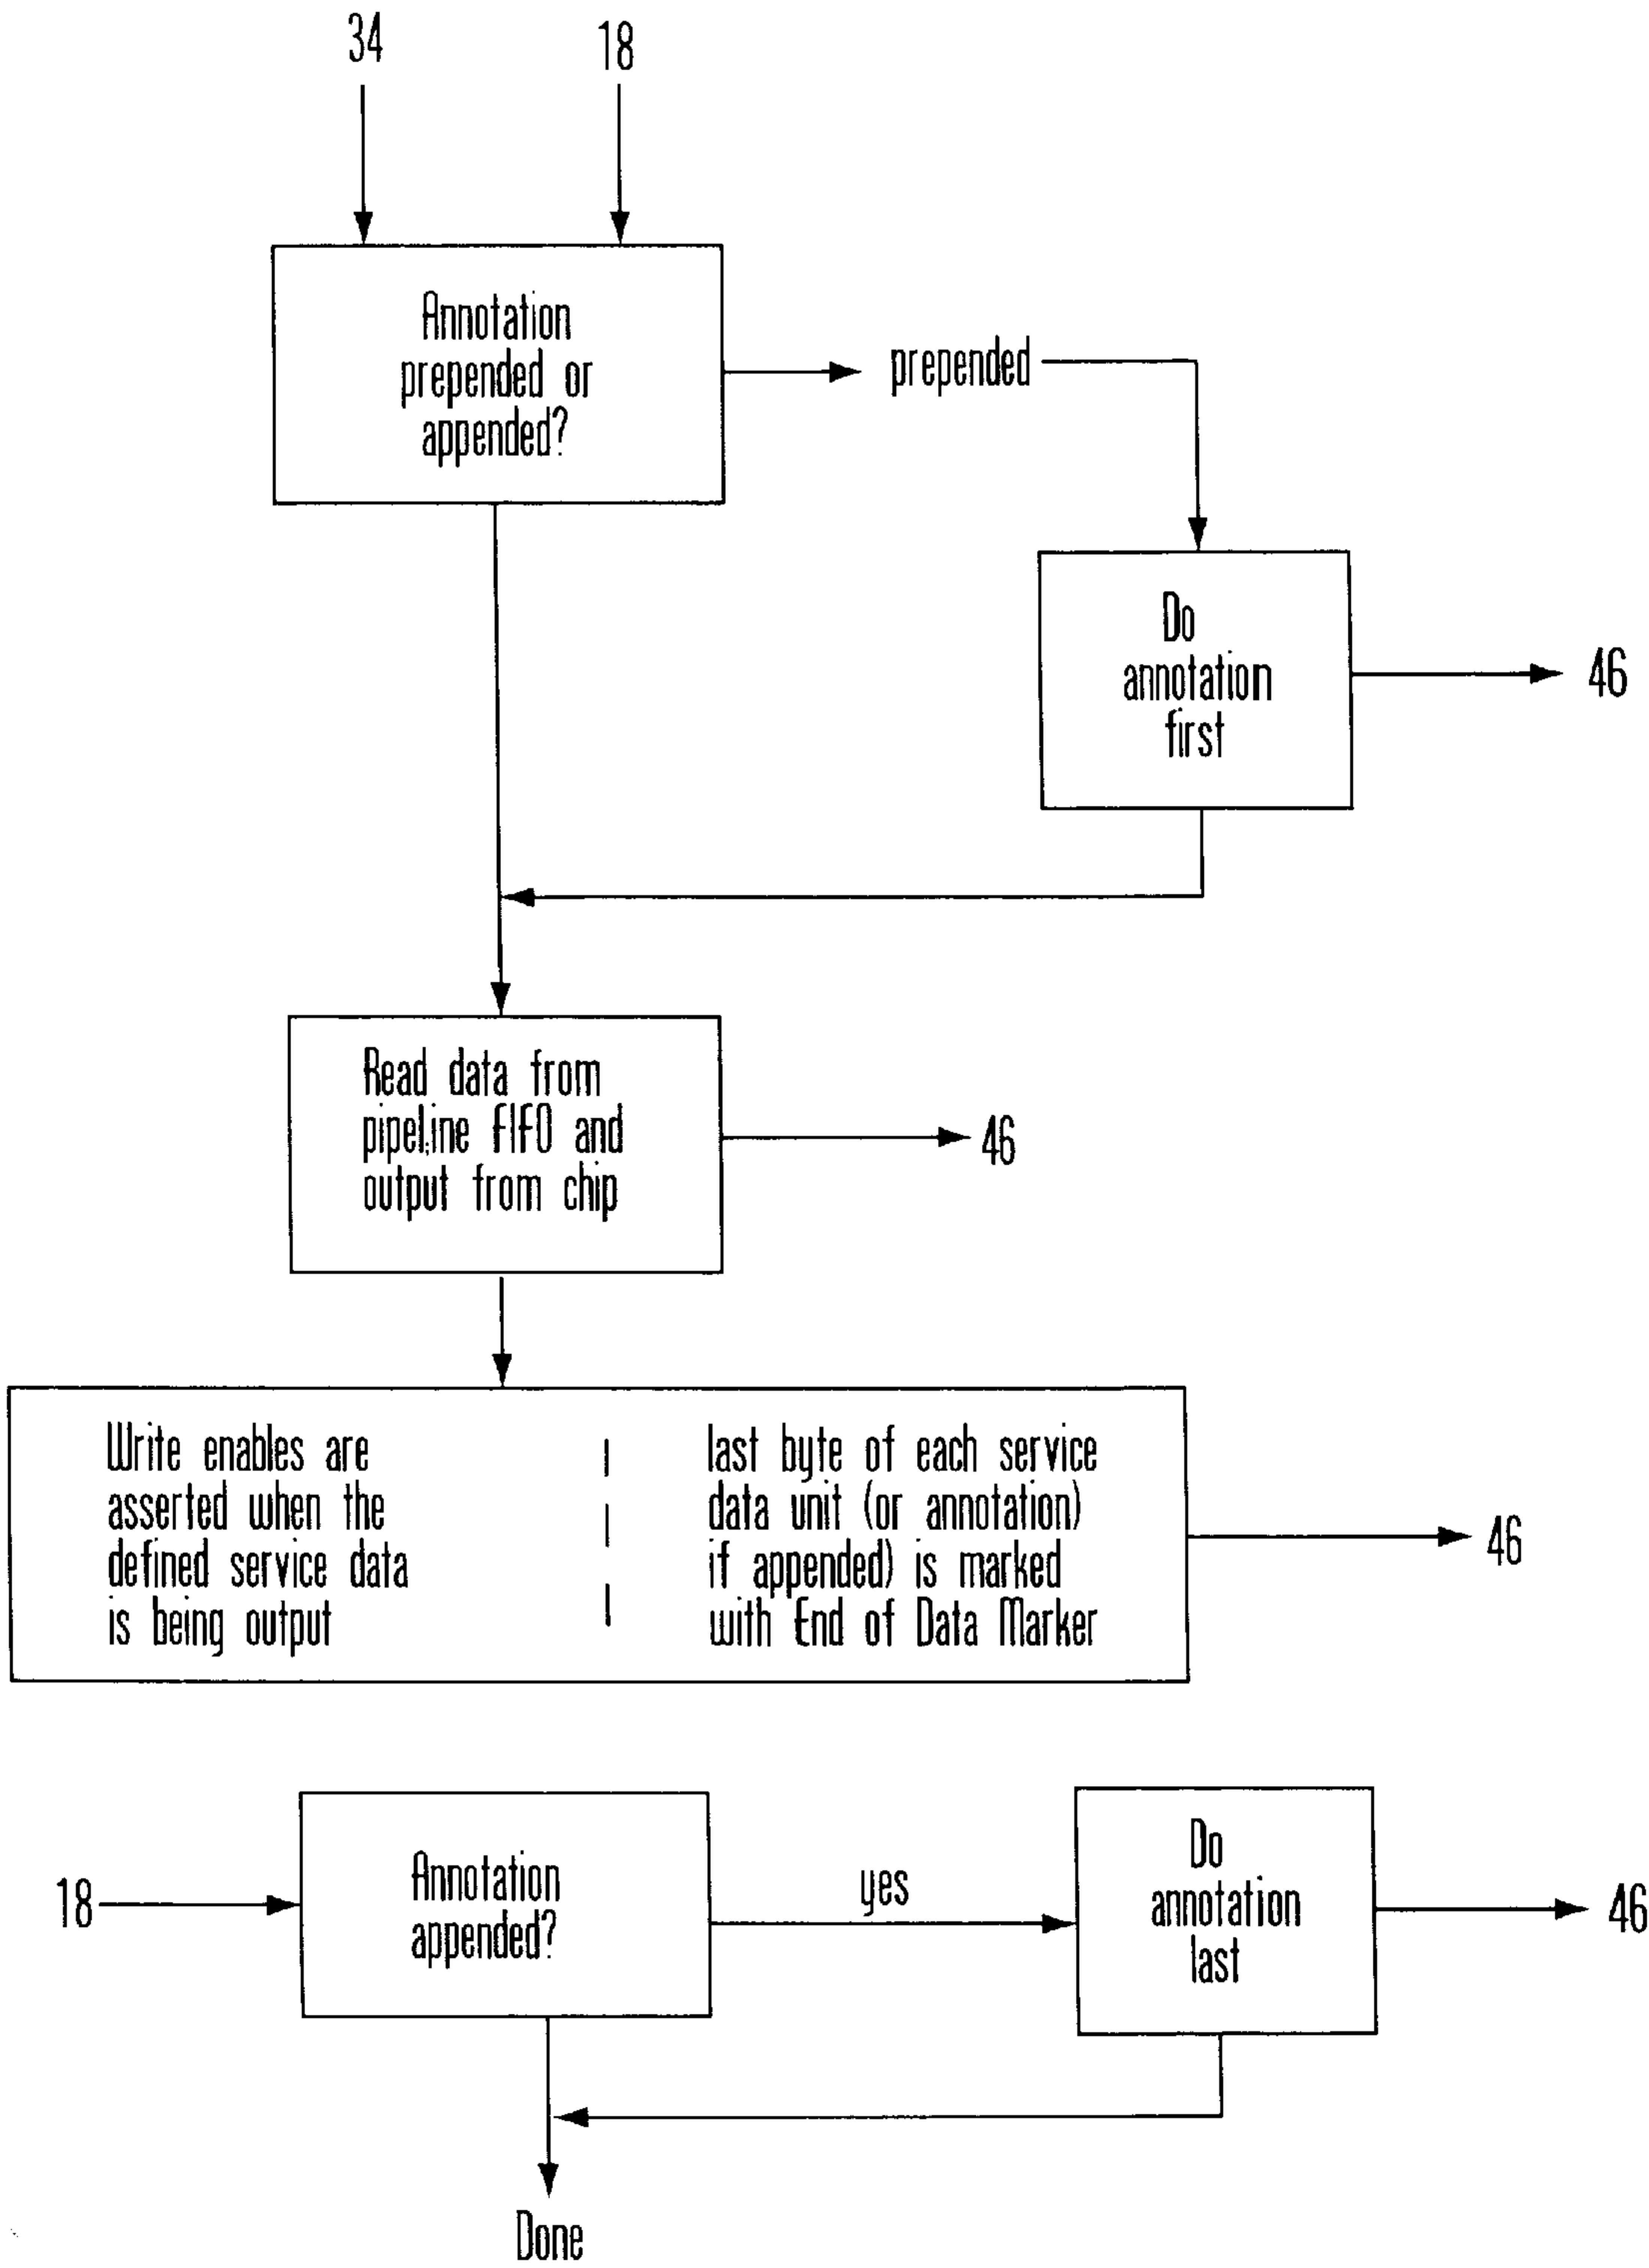 34
18
Annotation
prepended or
appended?
prepended
Do
annotation
first
46
Read data from
pipeline FIFO and
output from chip
46
Write enables are
asserted when the
defined service data
is being output
last byte of each service
data unit (or annotation)
if appended) is marked
with End of Data Marker
46
18
Annotation
appended?
yes
Do
annotation
last
46
Done